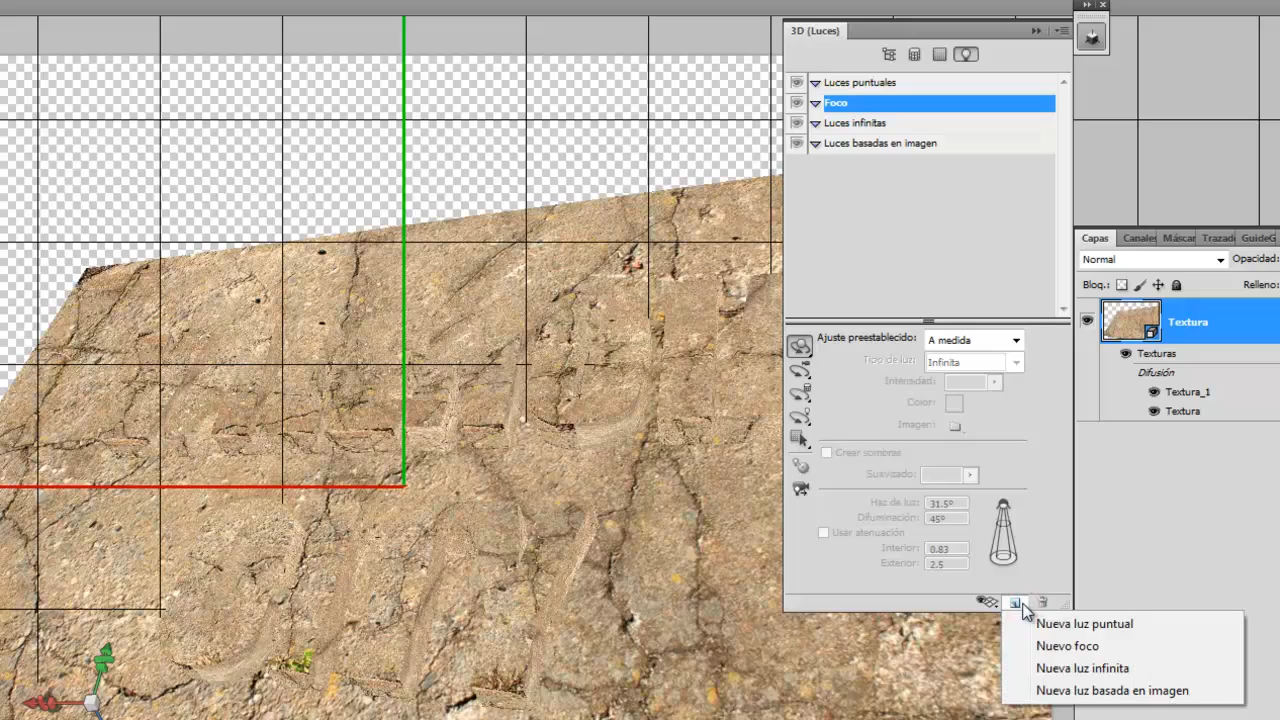 3D {Luces}
Luces puntuales
Foco
Luces infinitas
Luces basadas en imagen
Ajuste preestablecido: A medida
Tipo de luz: Infinita
Intensidad:
Color:
Imagen:
Crear sombras
Suavizado:
Haz de luz: 31.5º
Difuminación: 45º
Usar atenuación
Interior: 0.83
Exterior: 2.5
Nueva luz puntual
Nuevo foco
Nueva luz infinita
Nueva luz basada en imagen
Capas Canales Máscar Trazad GuideG
Normal Opacidad:
Bloq.: Relleno:
Textura
Texturas
Difusión
Textura_1
Textura